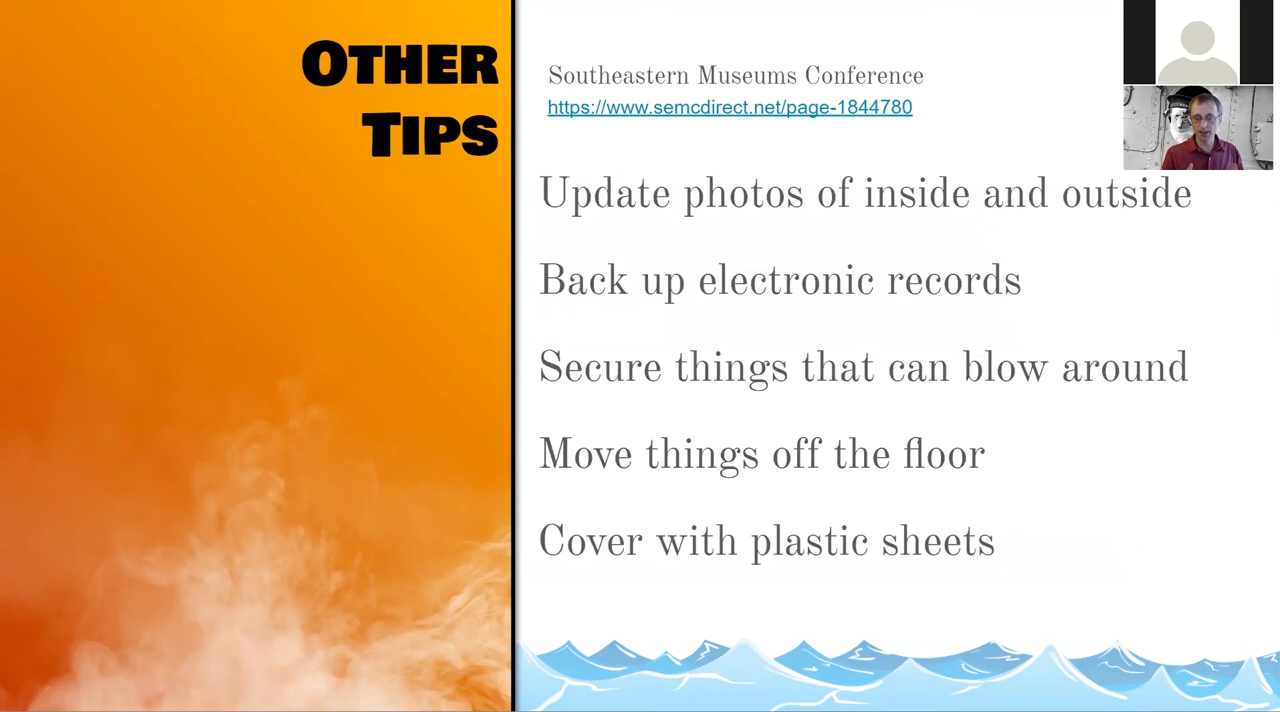 OTHER
TIPS
Southeastern Museums Conference
https://www.semcdirect.net/page-1844780
Update photos of inside and outside
Back up electronic records
Secure things that can blow around
Move things off the floor
Cover with plastic sheets